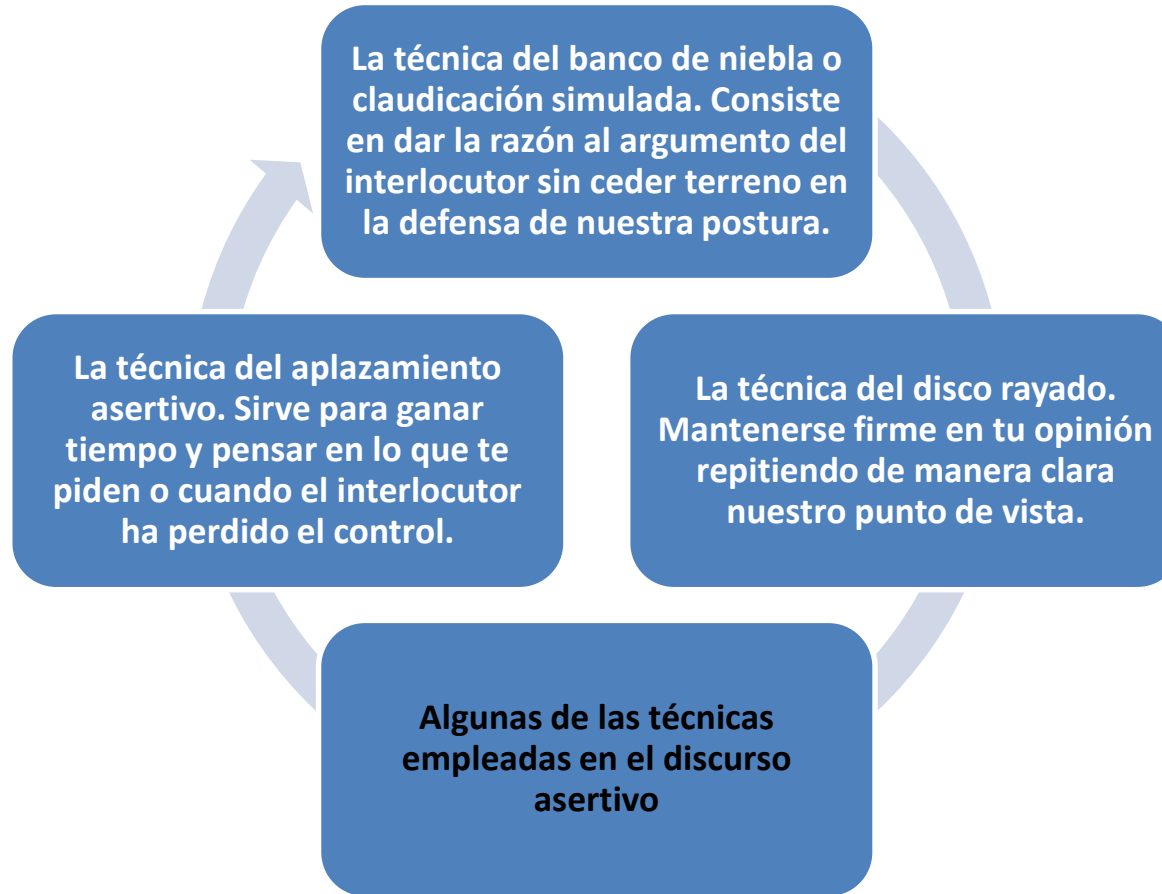 La técnica del banco de niebla o
claudicación simulada. Consiste
en dar la razón al argumento del
interlocutor sin ceder terreno en
la defensa de nuestra postura.
La técnica del aplazamiento
asertivo. Sirve para ganar
tiempo y pensar en lo que te
piden o cuando el interlocutor
ha perdido el control.
La técnica del disco rayado.
Mantenerse firme en tu opinión
repitiendo de manera clara
nuestro punto de vista.
Algunas de las técnicas
empleadas en el discurso
asertivo